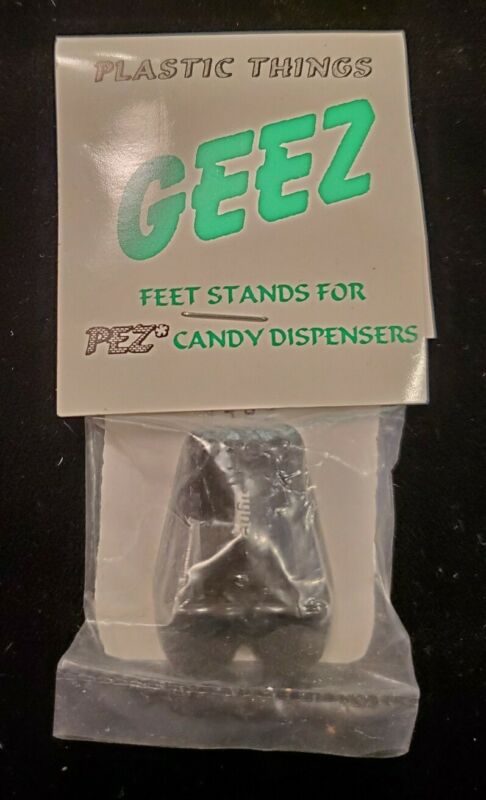 PLASTIC THINGS
GEEZ
FEET STANDS FOR
PEZ* CANDY DISPENSERS